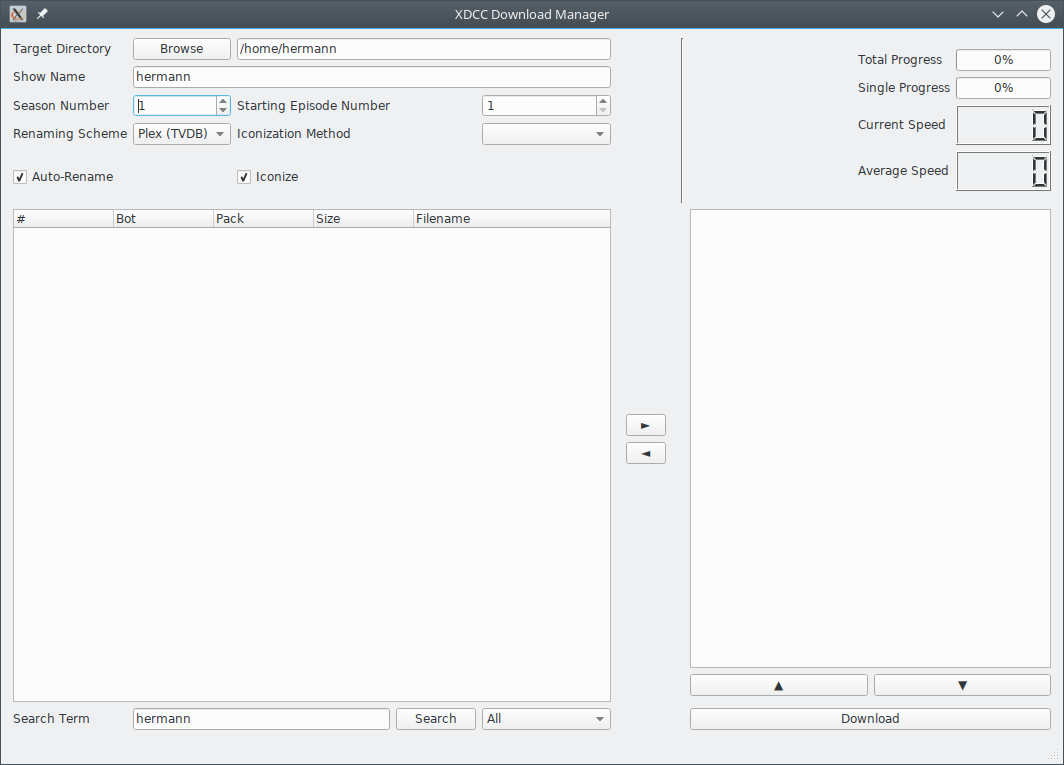 XDCC Download Manager
Target Directory Browse /home/hermann
Show Name hermann
Season Number 1 Starting Episode Number 1
Renaming Scheme Plex (TVDB) Iconization Method
Auto-Rename Iconize
Total Progress 0%
Single Progress 0%
Current Speed 0
Average Speed 0
# Bot Pack Size Filename
►
◄
▲ ▼
Search Term hermann Search All Download